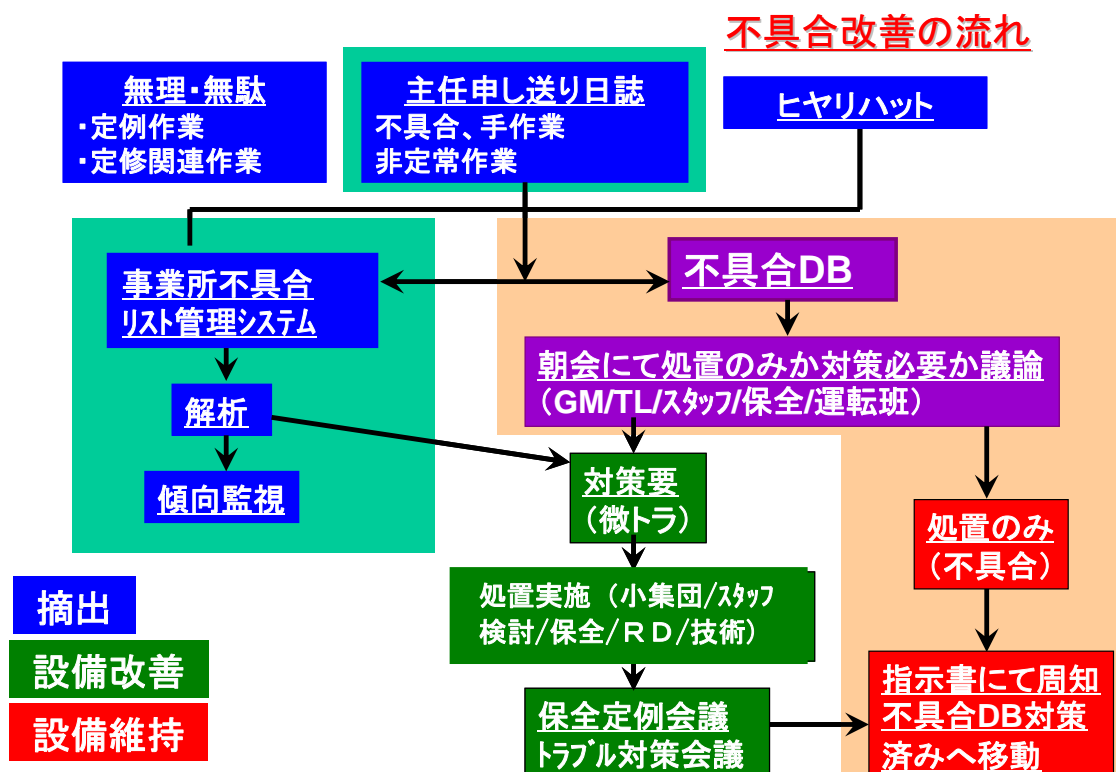 不具合改善の流れ
無理・無駄
・定例作業
・定修関連作業
主任申し送り日誌
不具合、手作業
非定常作業
ヒヤリハット
事業所不具合
リスト管理システム
不具合DB
朝会にて処置のみか対策必要か議論
（GM/TL/スタッフ/保全/運転班）
解析
傾向監視
対策要
（微トラ）
処置のみ
（不具合）
処置実施（小集団/スタッフ
検討/保全/ＲＤ/技術）
保全定例会議
トラブル対策会議
指示書にて周知
不具合DB対策
済みへ移動
摘出
設備改善
設備維持